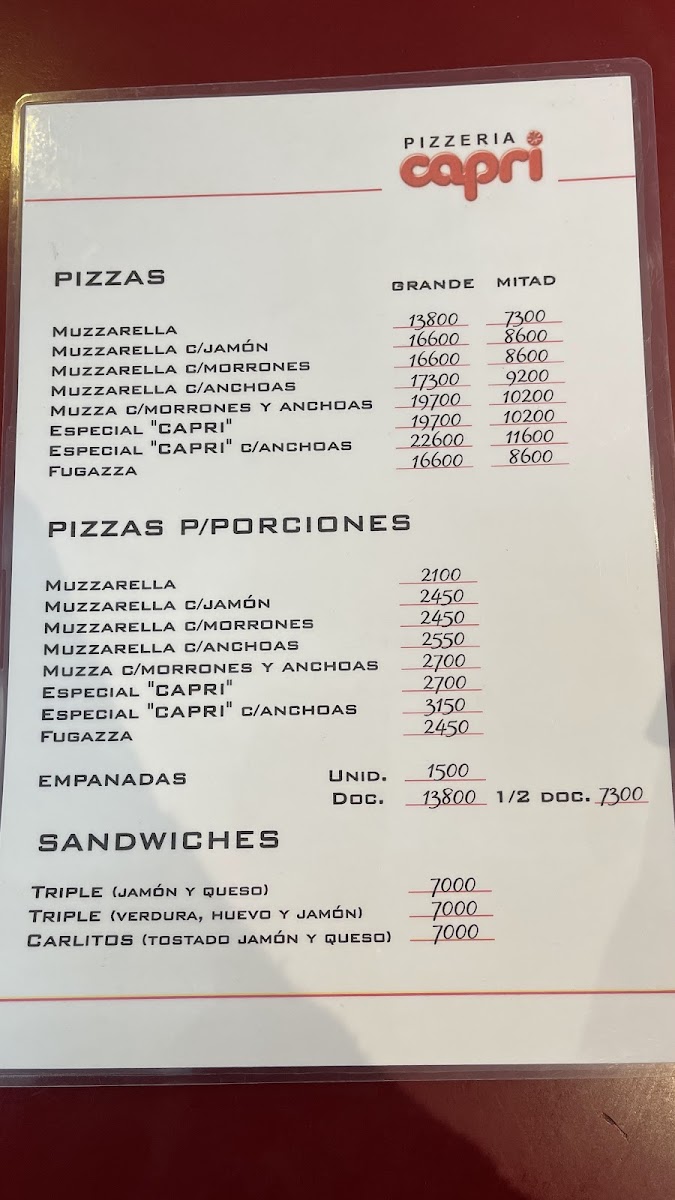 PIZZERIA
capri
PIZZAS GRANDE MITAD
MUZZARELLA 13800 7300
MUZZARELLA C/JAMÓN 16600 8600
MUZZARELLA C/MORRONES 16600 8600
MUZZARELLA C/ANCHOAS 17300 9200
MUZZA C/MORRONES Y ANCHOAS 19700 10200
ESPECIAL "CAPRI" 19700 10200
ESPECIAL "CAPRI" C/ANCHOAS 22600 11600
FUGAZZA 16600 8600
PIZZAS P/PORCIONES
MUZZARELLA 2100
MUZZARELLA C/JAMÓN 2450
MUZZARELLA C/MORRONES 2450
MUZZARELLA C/ANCHOAS 2550
MUZZA C/MORRONES Y ANCHOAS 2700
ESPECIAL "CAPRI" 2700
ESPECIAL "CAPRI" C/ANCHOAS 3150
FUGAZZA 2450
EMPANADAS UNID. 1500
DOC. 13800 1/2 DOC. 7300
SANDWICHES
TRIPLE (JAMÓN Y QUESO) 7000
TRIPLE (VERDURA, HUEVO Y JAMÓN) 7000
CARLITOS (TOSTADO JAMÓN Y QUESO) 7000